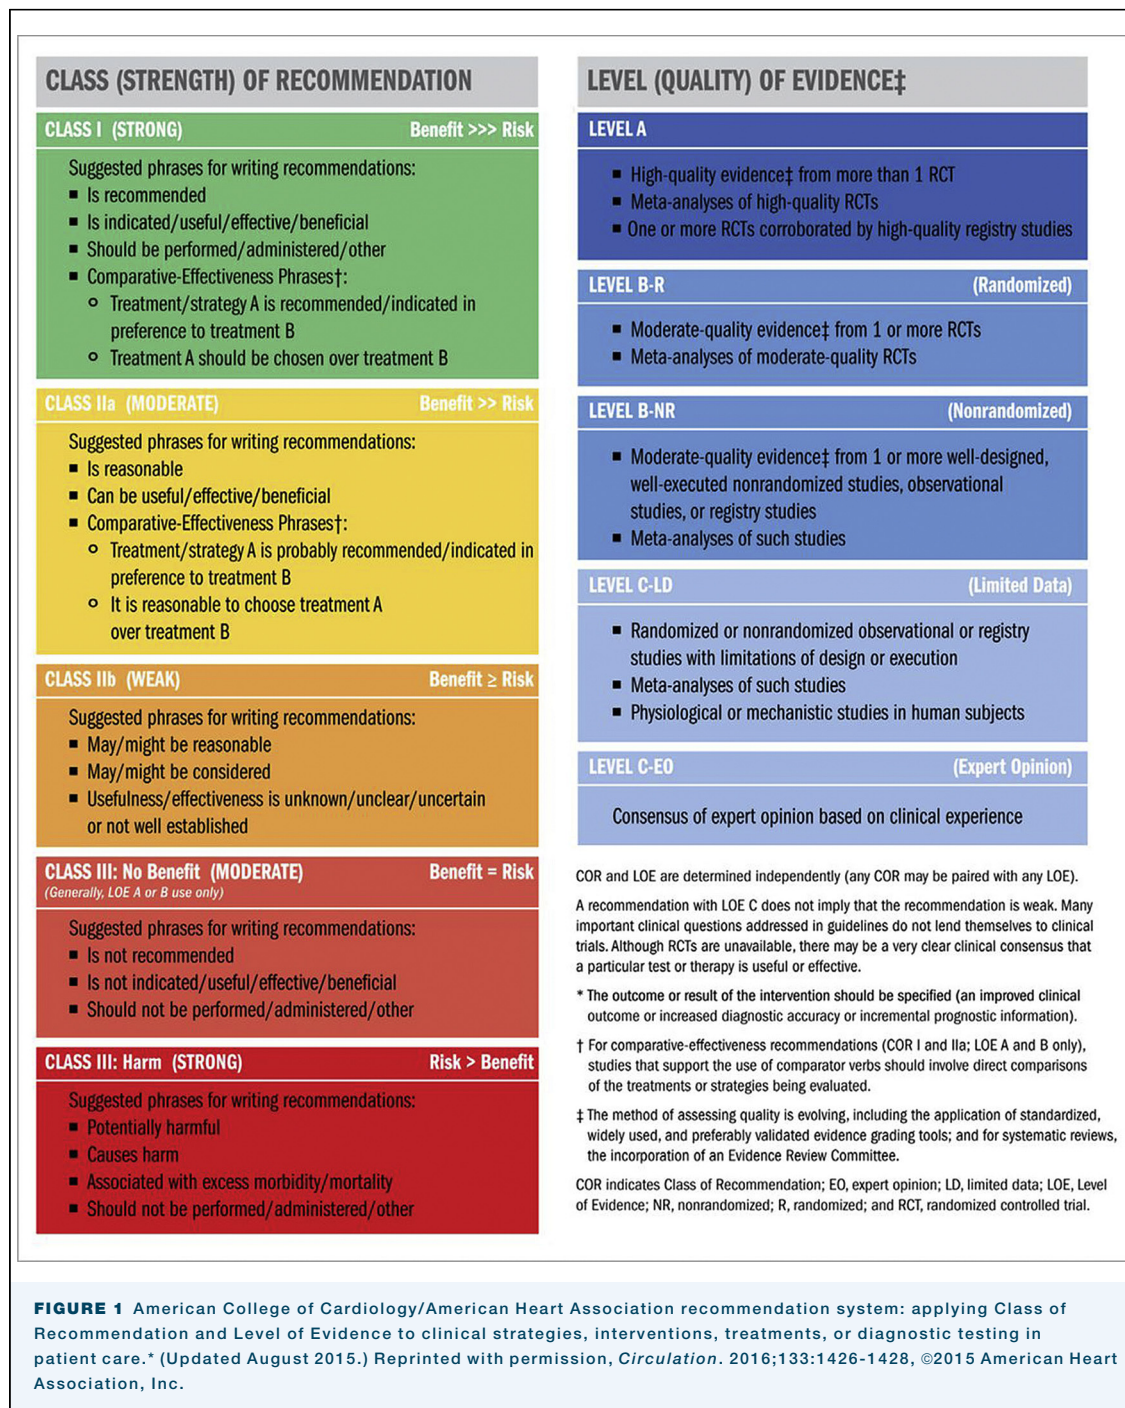 CLASS (STRENGTH) OF RECOMMENDATION
CLASS I (STRONG) Benefit >>> Risk
Suggested phrases for writing recommendations:
■ Is recommended
■ Is indicated/useful/effective/beneficial
■ Should be performed/administered/other
■ Comparative-Effectiveness Phrases†:
○ Treatment/strategy A is recommended/indicated in
preference to treatment B
○ Treatment A should be chosen over treatment B
CLASS IIa (MODERATE) Benefit >> Risk
Suggested phrases for writing recommendations:
■ Is reasonable
■ Can be useful/effective/beneficial
■ Comparative-Effectiveness Phrases†:
○ Treatment/strategy A is probably recommended/indicated in
preference to treatment B
○ It is reasonable to choose treatment A
over treatment B
CLASS IIb (WEAK) Benefit ≥ Risk
Suggested phrases for writing recommendations:
■ May/might be reasonable
■ May/might be considered
■ Usefulness/effectiveness is unknown/unclear/uncertain
or not well established
CLASS III: No Benefit (MODERATE) Benefit = Risk
(Generally, LOE A or B use only)
Suggested phrases for writing recommendations:
■ Is not recommended
■ Is not indicated/useful/effective/beneficial
■ Should not be performed/administered/other
CLASS III: Harm (STRONG) Risk > Benefit
Suggested phrases for writing recommendations:
■ Potentially harmful
■ Causes harm
■ Associated with excess morbidity/mortality
■ Should not be performed/administered/other
LEVEL (QUALITY) OF EVIDENCE‡
LEVEL A
■ High-quality evidence‡ from more than 1 RCT
■ Meta-analyses of high-quality RCTs
■ One or more RCTs corroborated by high-quality registry studies
LEVEL B-R (Randomized)
■ Moderate-quality evidence‡ from 1 or more RCTs
■ Meta-analyses of moderate-quality RCTs
LEVEL B-NR (Nonrandomized)
■ Moderate-quality evidence‡ from 1 or more well-designed,
well-executed nonrandomized studies, observational
studies, or registry studies
■ Meta-analyses of such studies
LEVEL C-LD (Limited Data)
■ Randomized or nonrandomized observational or registry
studies with limitations of design or execution
■ Meta-analyses of such studies
■ Physiological or mechanistic studies in human subjects
LEVEL C-EO (Expert Opinion)
Consensus of expert opinion based on clinical experience
COR and LOE are determined independently (any COR may be paired with any LOE).
A recommendation with LOE C does not imply that the recommendation is weak. Many
important clinical questions addressed in guidelines do not lend themselves to clinical
trials. Although RCTs are unavailable, there may be a very clear clinical consensus that
a particular test or therapy is useful or effective.
* The outcome or result of the intervention should be specified (an improved clinical
outcome or increased diagnostic accuracy or incremental prognostic information).
† For comparative-effectiveness recommendations (COR I and IIa; LOE A and B only),
studies that support the use of comparator verbs should involve direct comparisons
of the treatments or strategies being evaluated.
‡ The method of assessing quality is evolving, including the application of standardized,
widely used, and preferably validated evidence grading tools; and for systematic reviews,
the incorporation of an Evidence Review Committee.
COR indicates Class of Recommendation; EO, expert opinion; LD, limited data; LOE, Level
of Evidence; NR, nonrandomized; R, randomized; and RCT, randomized controlled trial.
FIGURE 1 American College of Cardiology/American Heart Association recommendation system: applying Class of
Recommendation and Level of Evidence to clinical strategies, interventions, treatments, or diagnostic testing in
patient care.* (Updated August 2015.) Reprinted with permission, Circulation. 2016;133:1426-1428, ©2015 American Heart
Association, Inc.